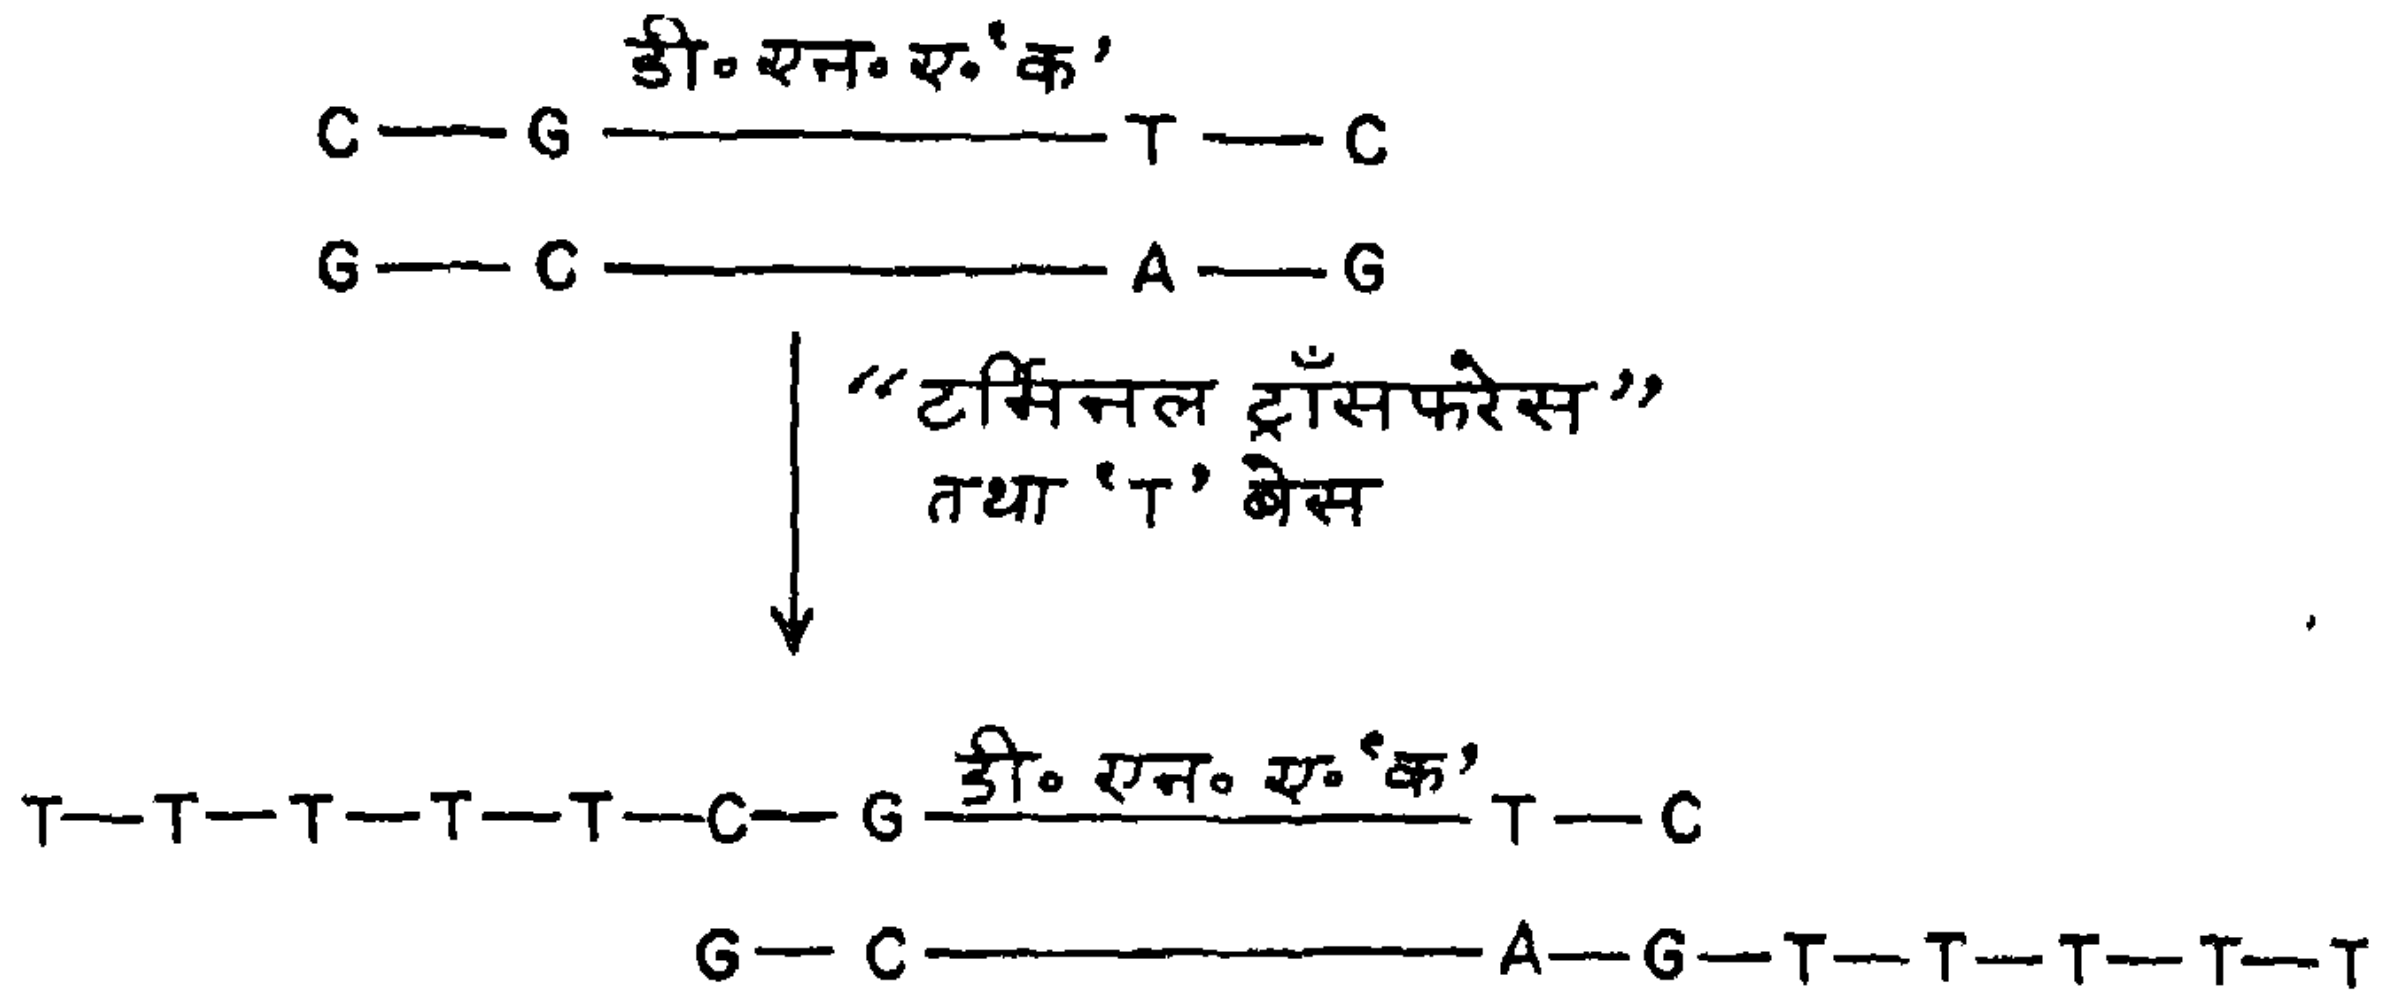 डी॰ एन॰ ए॰ ‘क’
C — G — T — C
G — C — A — G
“टर्मिनल ट्राँसफरेस”
तथा ‘T’ बेस
डी॰ एन॰ ए॰ ‘क’
T—T—T—T—T—C—G—T—C
G—C—A—G—T—T—T—T—T